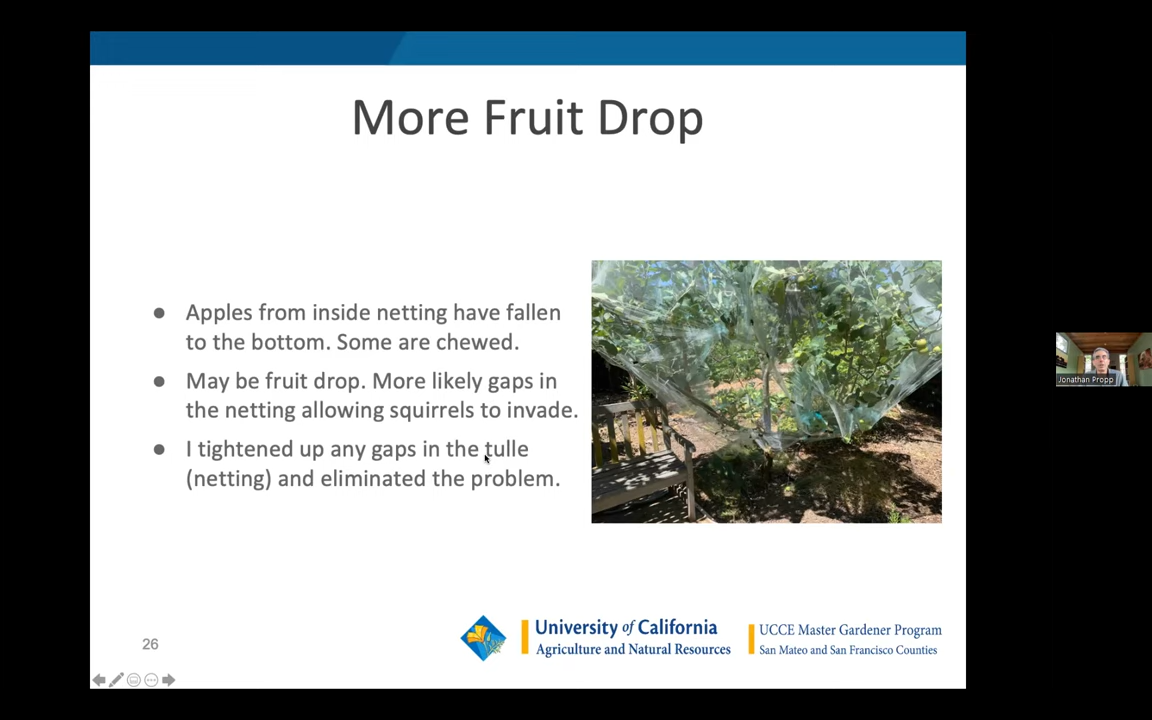 More Fruit Drop
● Apples from inside netting have fallen
to the bottom. Some are chewed.
● May be fruit drop. More likely gaps in
the netting allowing squirrels to invade.
● I tightened up any gaps in the tulle
(netting) and eliminated the problem.
Jonathan Propp
University of California
Agriculture and Natural Resources
UCCE Master Gardener Program
San Mateo and San Francisco Counties
26